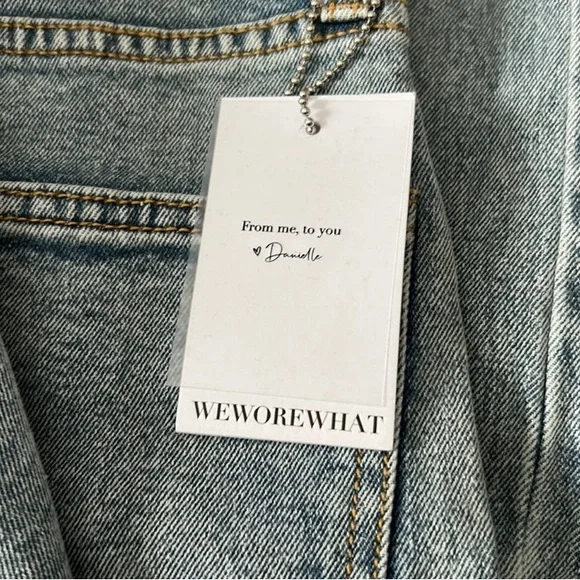 From me, to you
♥ Danielle
WEWOREWHAT